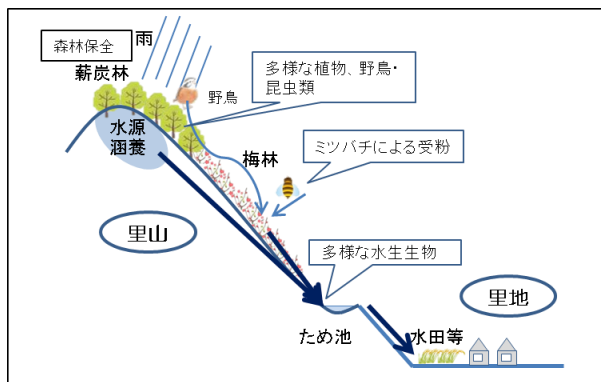 森林保全
雨
薪炭林
野鳥
多様な植物、野鳥・
昆虫類
水源
涵養
梅林
ミツバチによる受粉
里山
多様な水生生物
里地
ため池
水田等